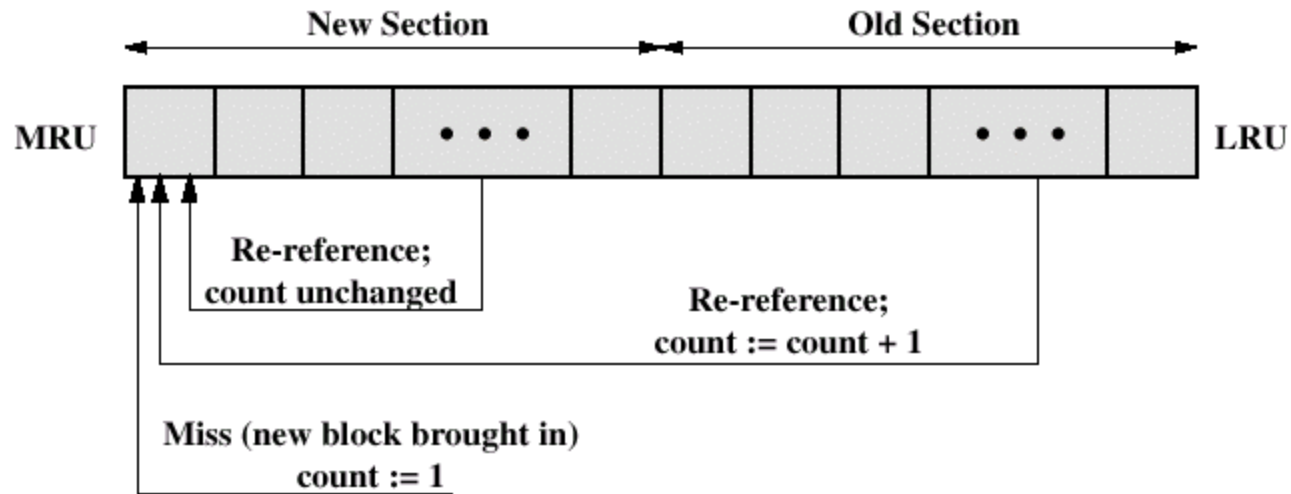 New Section
Old Section
MRU
LRU
Re-reference;
count unchanged
Re-reference;
count := count + 1
Miss (new block brought in)
count := 1